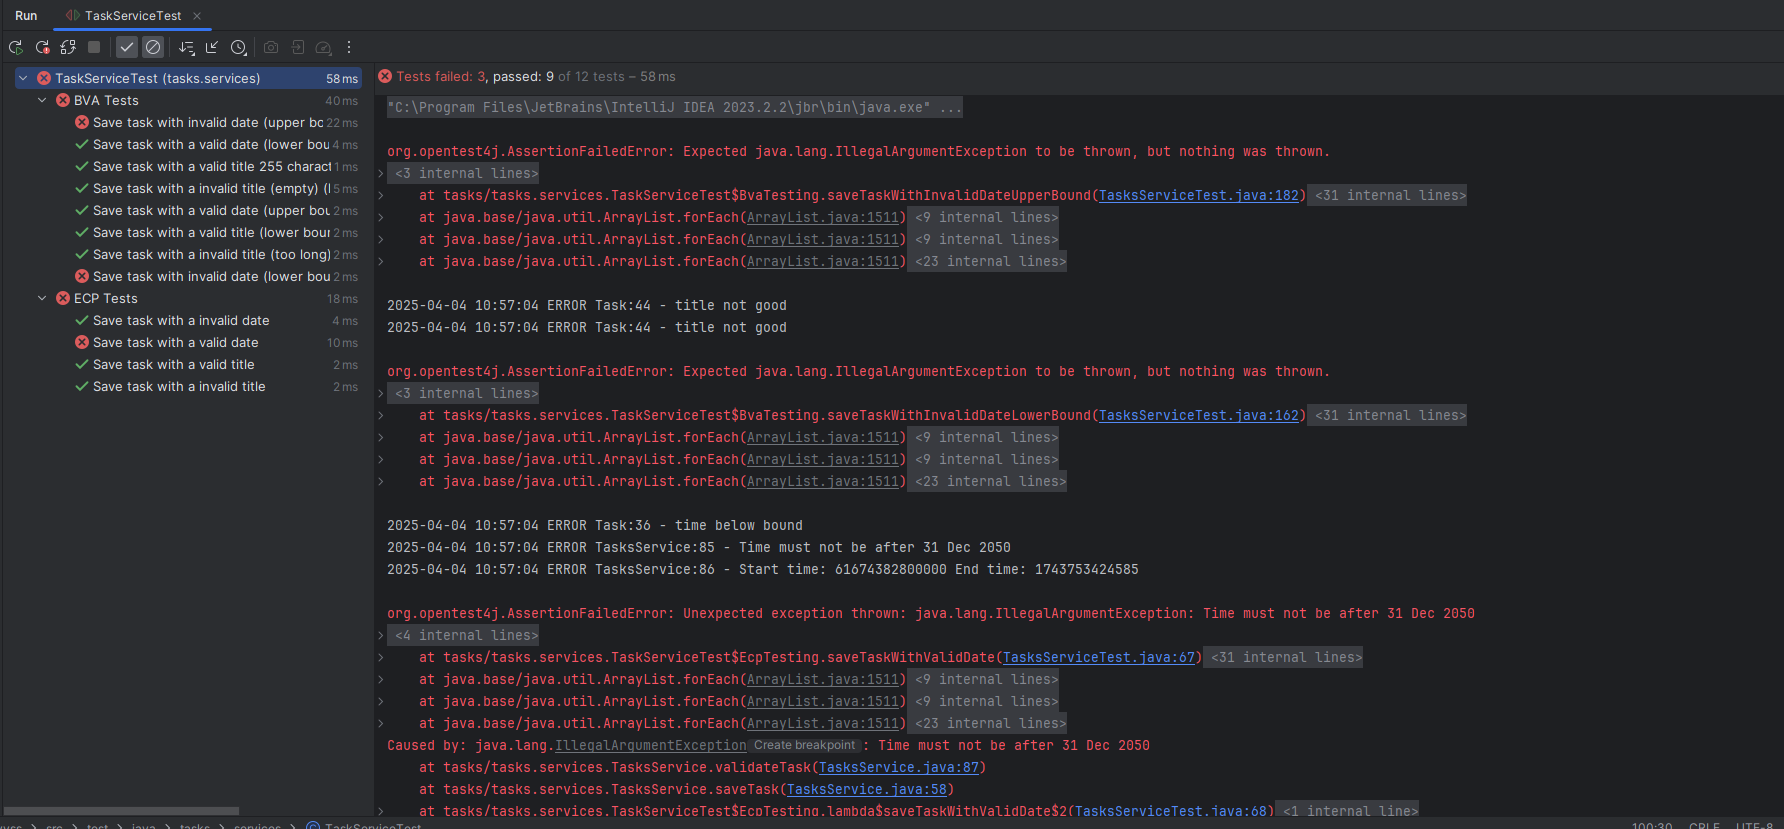 Run
TaskServiceTest
TaskServiceTest (tasks.services) 58 ms
BVA Tests 40 ms
Save task with invalid date (upper bo 22 ms
Save task with a valid date (lower bou 4 ms
Save task with a valid title 255 charact 1 ms
Save task with a invalid title (empty) (l 5 ms
Save task with a valid date (upper bou 2 ms
Save task with a valid title (lower bour 2 ms
Save task with a invalid title (too long) 2 ms
Save task with invalid date (lower bou 2 ms
ECP Tests 18 ms
Save task with a invalid date 4 ms
Save task with a valid date 10 ms
Save task with a valid title 2 ms
Save task with a invalid title 2 ms
Tests failed: 3, passed: 9 of 12 tests – 58 ms
"C:\Program Files\JetBrains\IntelliJ IDEA 2023.2.2\jbr\bin\java.exe" ...
org.opentest4j.AssertionFailedError: Expected java.lang.IllegalArgumentException to be thrown, but nothing was thrown.
<3 internal lines>
at tasks/tasks.services.TaskServiceTest$BvaTesting.saveTaskWithInvalidDateUpperBound(TasksServiceTest.java:182) <31 internal lines>
at java.base/java.util.ArrayList.forEach(ArrayList.java:1511) <9 internal lines>
at java.base/java.util.ArrayList.forEach(ArrayList.java:1511) <9 internal lines>
at java.base/java.util.ArrayList.forEach(ArrayList.java:1511) <23 internal lines>
2025-04-04 10:57:04 ERROR Task:44 - title not good
2025-04-04 10:57:04 ERROR Task:44 - title not good
org.opentest4j.AssertionFailedError: Expected java.lang.IllegalArgumentException to be thrown, but nothing was thrown.
<3 internal lines>
at tasks/tasks.services.TaskServiceTest$BvaTesting.saveTaskWithInvalidDateLowerBound(TasksServiceTest.java:162) <31 internal lines>
at java.base/java.util.ArrayList.forEach(ArrayList.java:1511) <9 internal lines>
at java.base/java.util.ArrayList.forEach(ArrayList.java:1511) <9 internal lines>
at java.base/java.util.ArrayList.forEach(ArrayList.java:1511) <23 internal lines>
2025-04-04 10:57:04 ERROR Task:36 - time below bound
2025-04-04 10:57:04 ERROR TasksService:85 - Time must not be after 31 Dec 2050
2025-04-04 10:57:04 ERROR TasksService:86 - Start time: 61674382800000 End time: 1743753424585
org.opentest4j.AssertionFailedError: Unexpected exception thrown: java.lang.IllegalArgumentException: Time must not be after 31 Dec 2050
<4 internal lines>
at tasks/tasks.services.TaskServiceTest$EcpTesting.saveTaskWithValidDate(TasksServiceTest.java:67) <31 internal lines>
at java.base/java.util.ArrayList.forEach(ArrayList.java:1511) <9 internal lines>
at java.base/java.util.ArrayList.forEach(ArrayList.java:1511) <9 internal lines>
at java.base/java.util.ArrayList.forEach(ArrayList.java:1511) <23 internal lines>
Caused by: java.lang.IllegalArgumentException Create breakpoint : Time must not be after 31 Dec 2050
at tasks/tasks.services.TasksService.validateTask(TasksService.java:87)
at tasks/tasks.services.TasksService.saveTask(TasksService.java:58)
at tasks/tasks.services.TaskServiceTest$EcpTesting.lambda$saveTaskWithValidDate$2(TasksServiceTest.java:68) <1 internal line>
src > test > java > tasks > services > TaskServiceTest
100:30 CRLF UTF-8